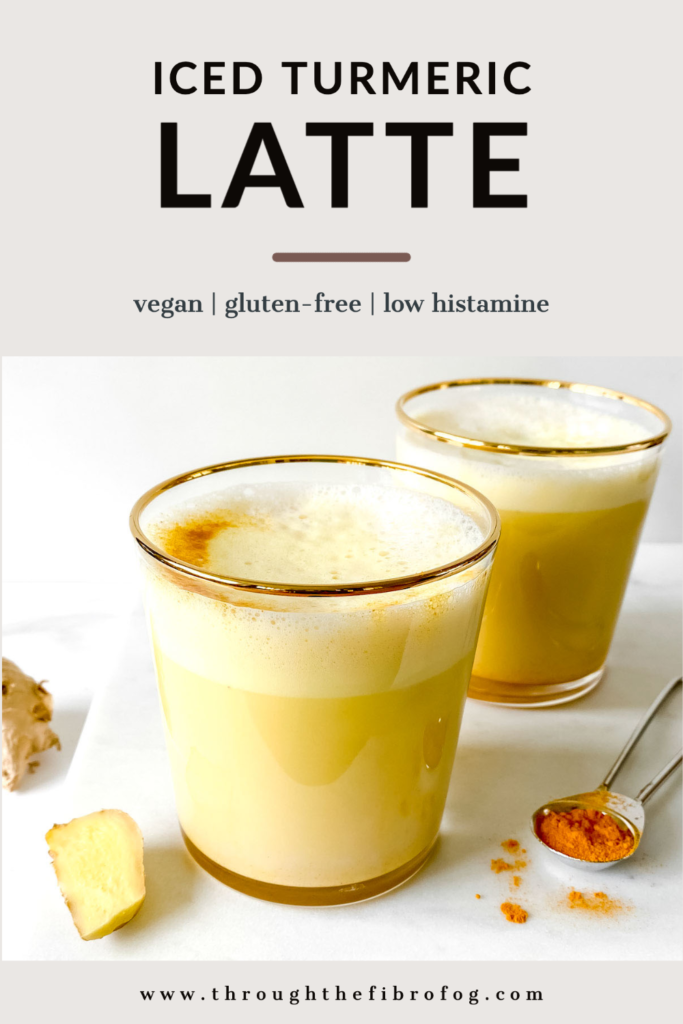 ICED TURMERIC
LATTE
vegan | gluten-free | low histamine
www.throughthefibrofog.com